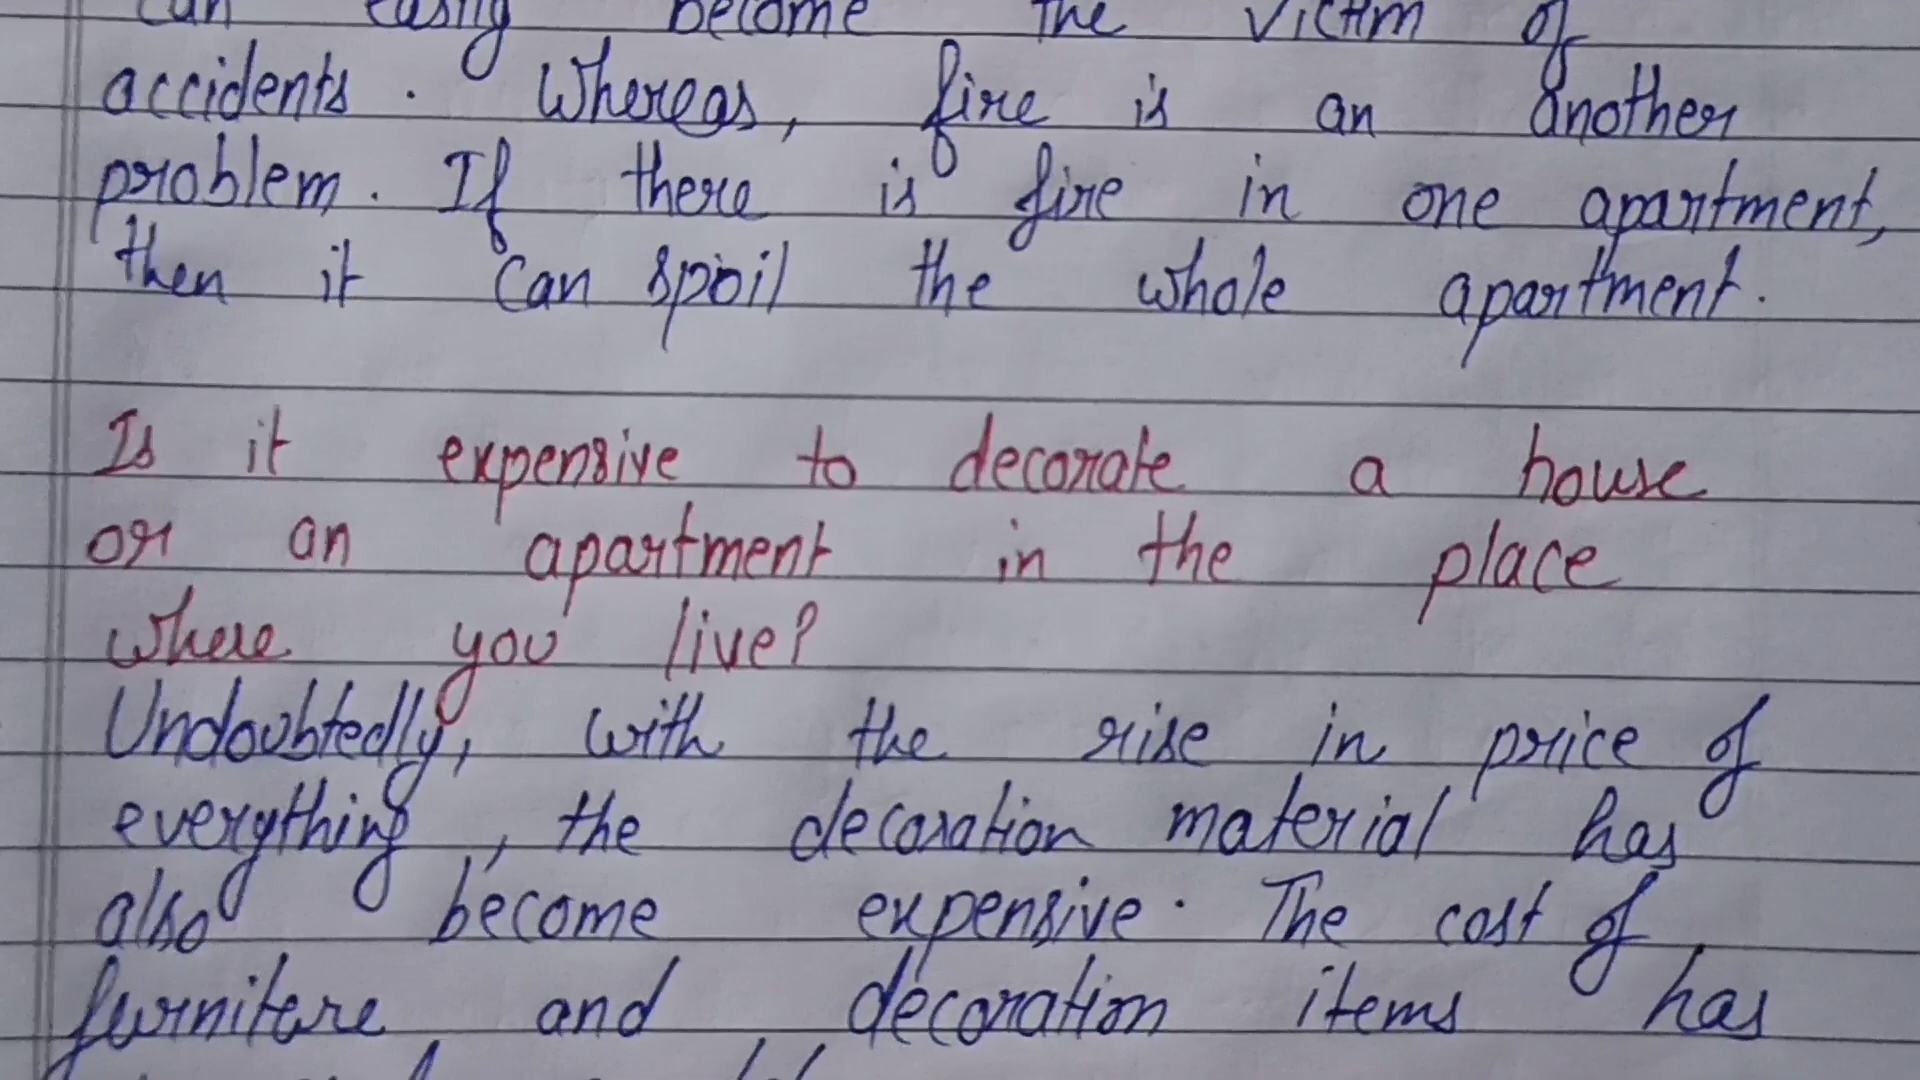 can easily become the victim of
accidents. Whereas, fire is an another
problem. If there is fire in one apartment,
then it can spoil the whole apartment.
Is it expensive to decorate a house
or an apartment in the place
where you live?
Undoubtedly, with the rise in price of
everything, the decoration material has
also become expensive. The cost of
furniture and decoration items has